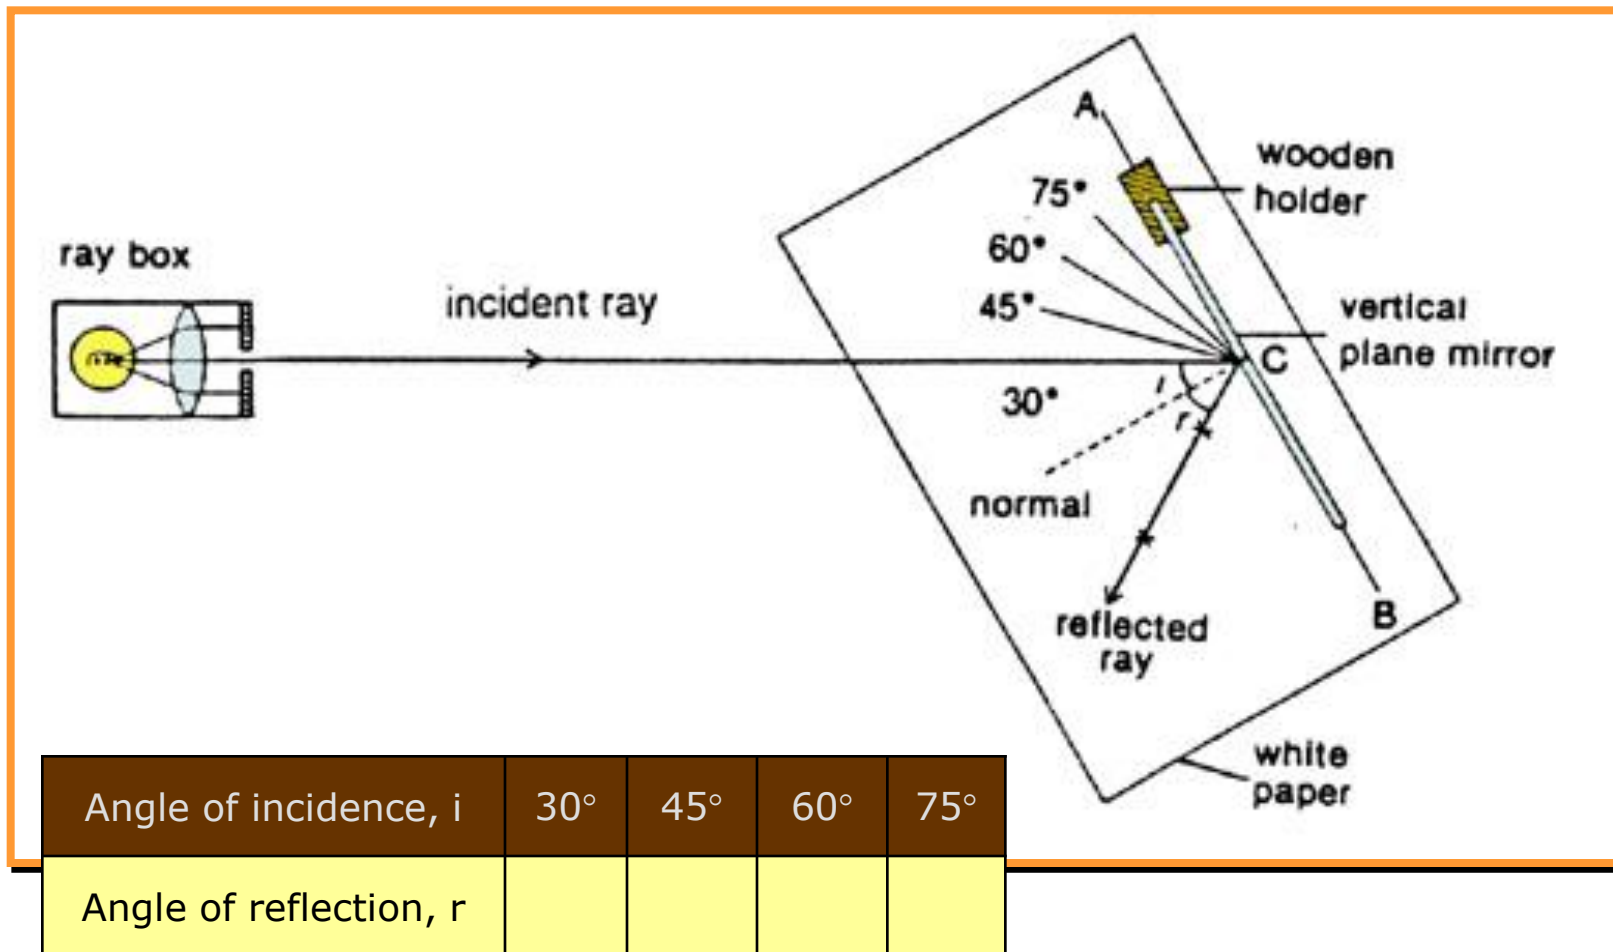 A
wooden
holder
75°
60°
45°
ray box
incident ray
vertical
plane mirror
C
30°
i
r
normal
reflected
ray
B
white
paper
Angle of incidence, i 30° 45° 60° 75°
Angle of reflection, r